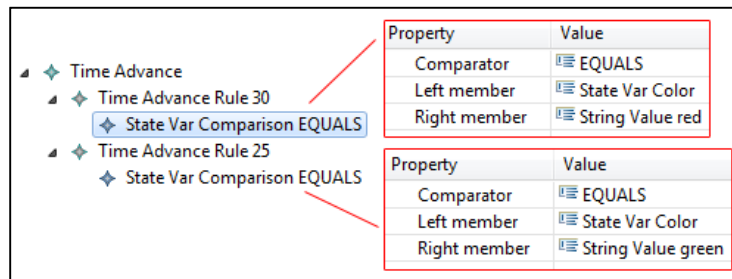 Time Advance
Time Advance Rule 30
State Var Comparison EQUALS
Time Advance Rule 25
State Var Comparison EQUALS
Property Value
Comparator EQUALS
Left member State Var Color
Right member String Value red
Property Value
Comparator EQUALS
Left member State Var Color
Right member String Value green